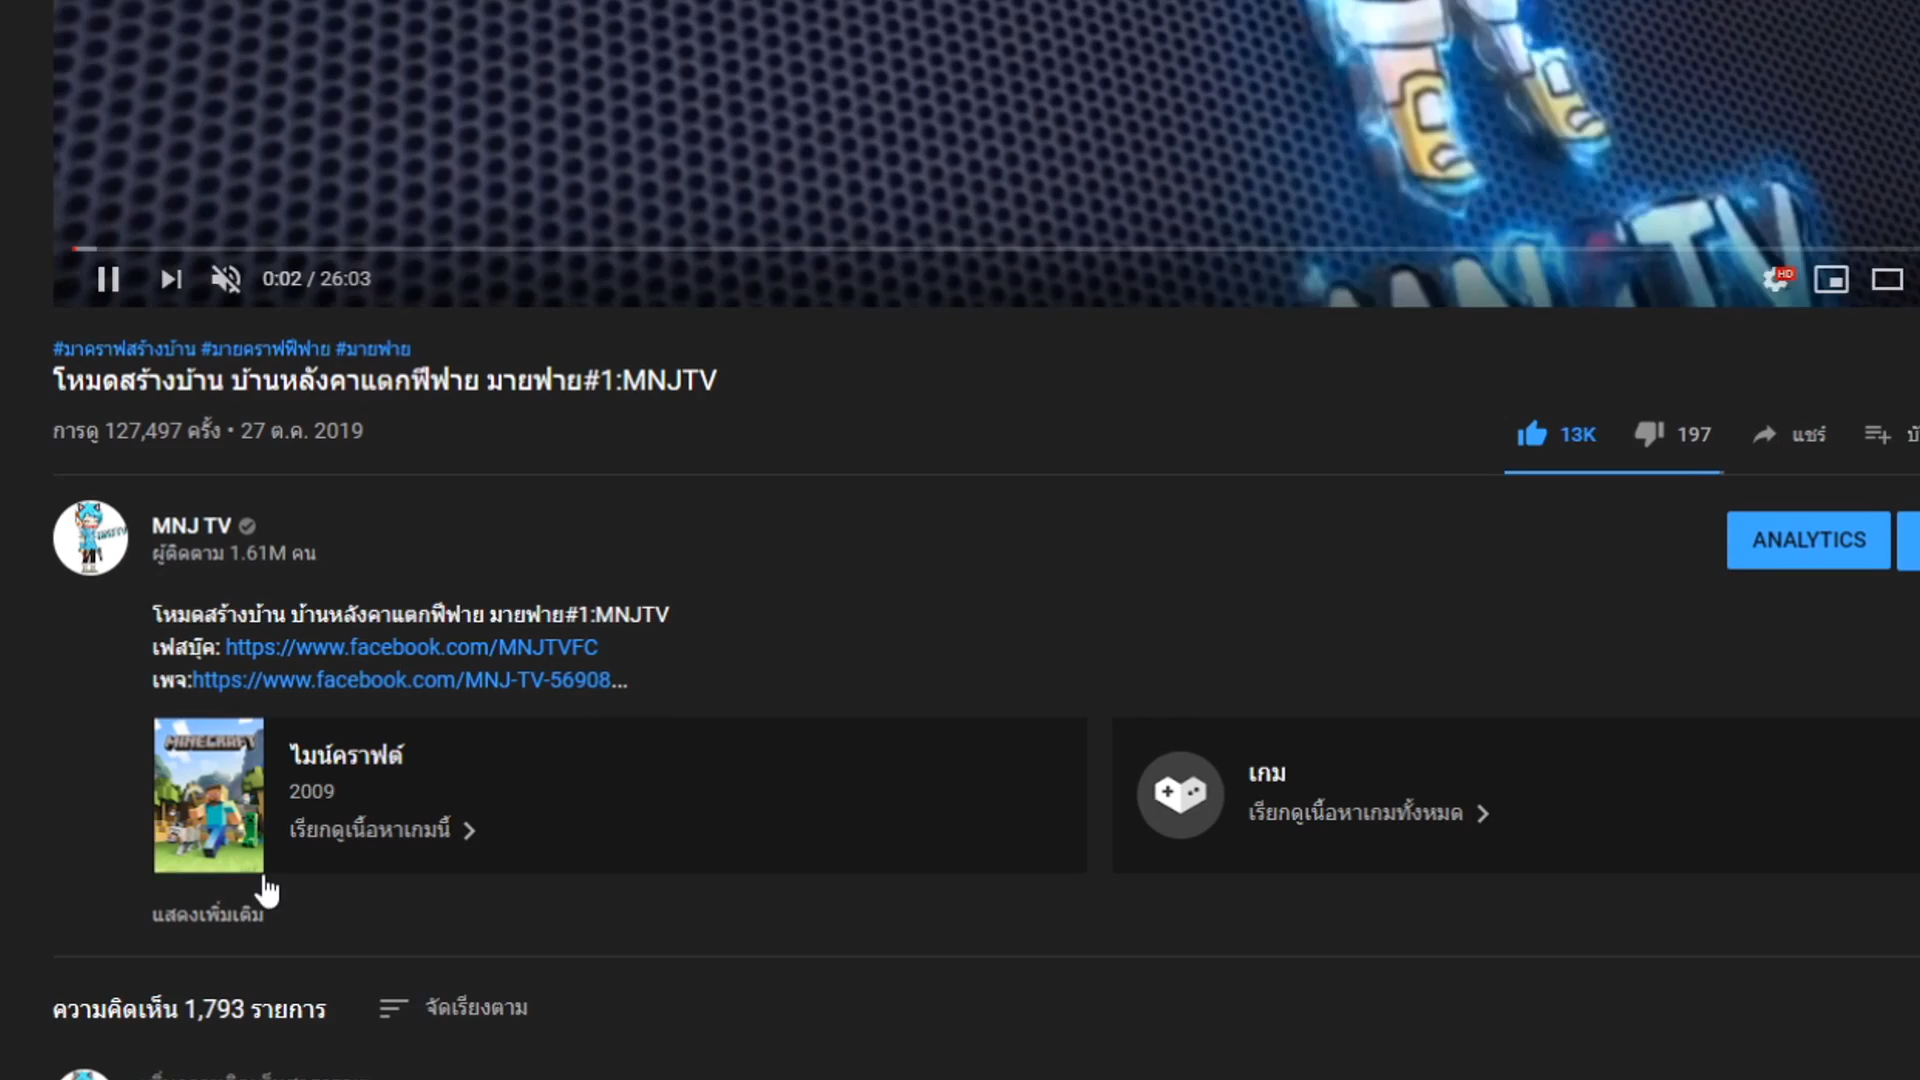 MNJTV
0:02 / 26:03
HD
#มาคราฟสร้างบ้าน #มายคราฟฟีฟาย #มายฟาย
โหมดสร้างบ้าน บ้านหลังคาแตกฟีฟาย มายฟาย#1:MNJTV
การดู 127,497 ครั้ง • 27 ต.ค. 2019
13K 197 แชร์
MNJ TV
ผู้ติดตาม 1.61M คน
ANALYTICS
โหมดสร้างบ้าน บ้านหลังคาแตกฟีฟาย มายฟาย#1:MNJTV
เฟสบุ๊ค: https://www.facebook.com/MNJTVFC
เพจ:https://www.facebook.com/MNJ-TV-56908...
MINECRAFT
ไมน์คราฟต์
2009
เรียกดูเนื้อหาเกมนี้
เกม
เรียกดูเนื้อหาเกมทั้งหมด
แสดงเพิ่มเติม
ความคิดเห็น 1,793 รายการ จัดเรียงตาม